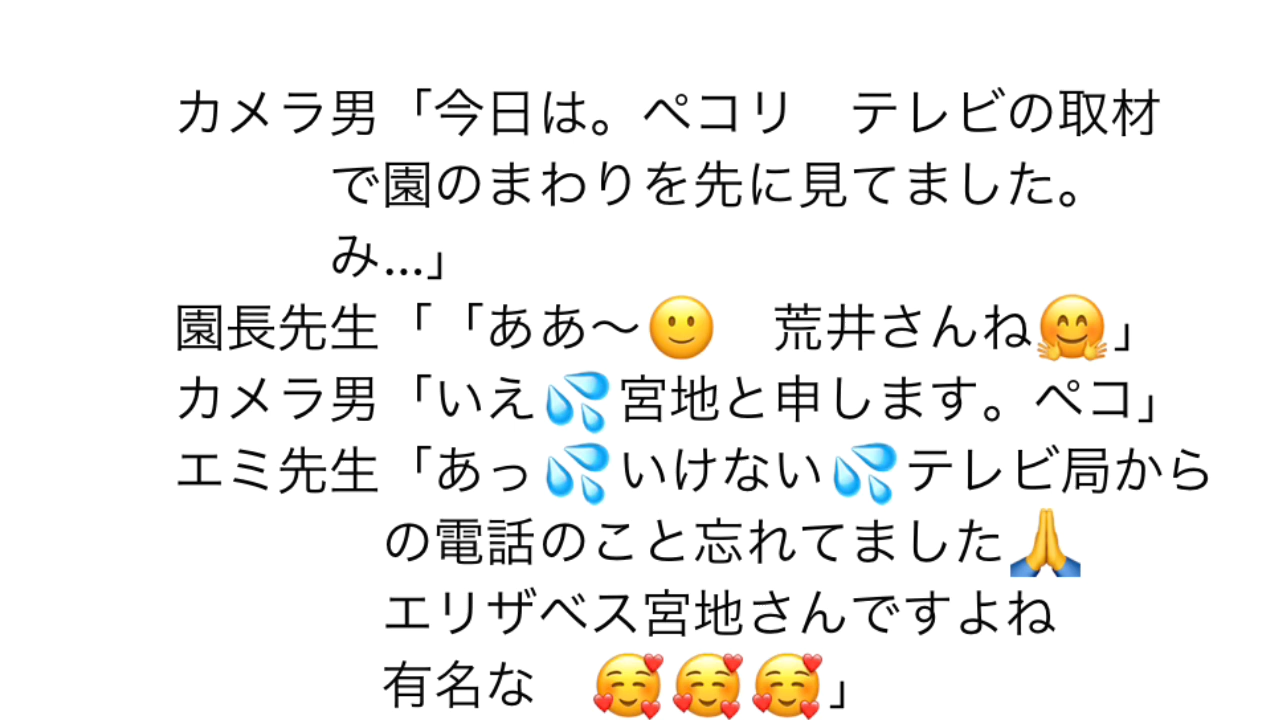 カメラ男「今日は。ペコリ　テレビの取材
で園のまわりを先に見てました。
み...」
園長先生「「ああ〜🙂　荒井さんね🤗」
カメラ男「いえ💦宮地と申します。ペコ」
エミ先生「あっ💦いけない💦テレビ局から
の電話のこと忘れてました🙏
エリザベス宮地さんですよね
有名な　🥰🥰🥰」